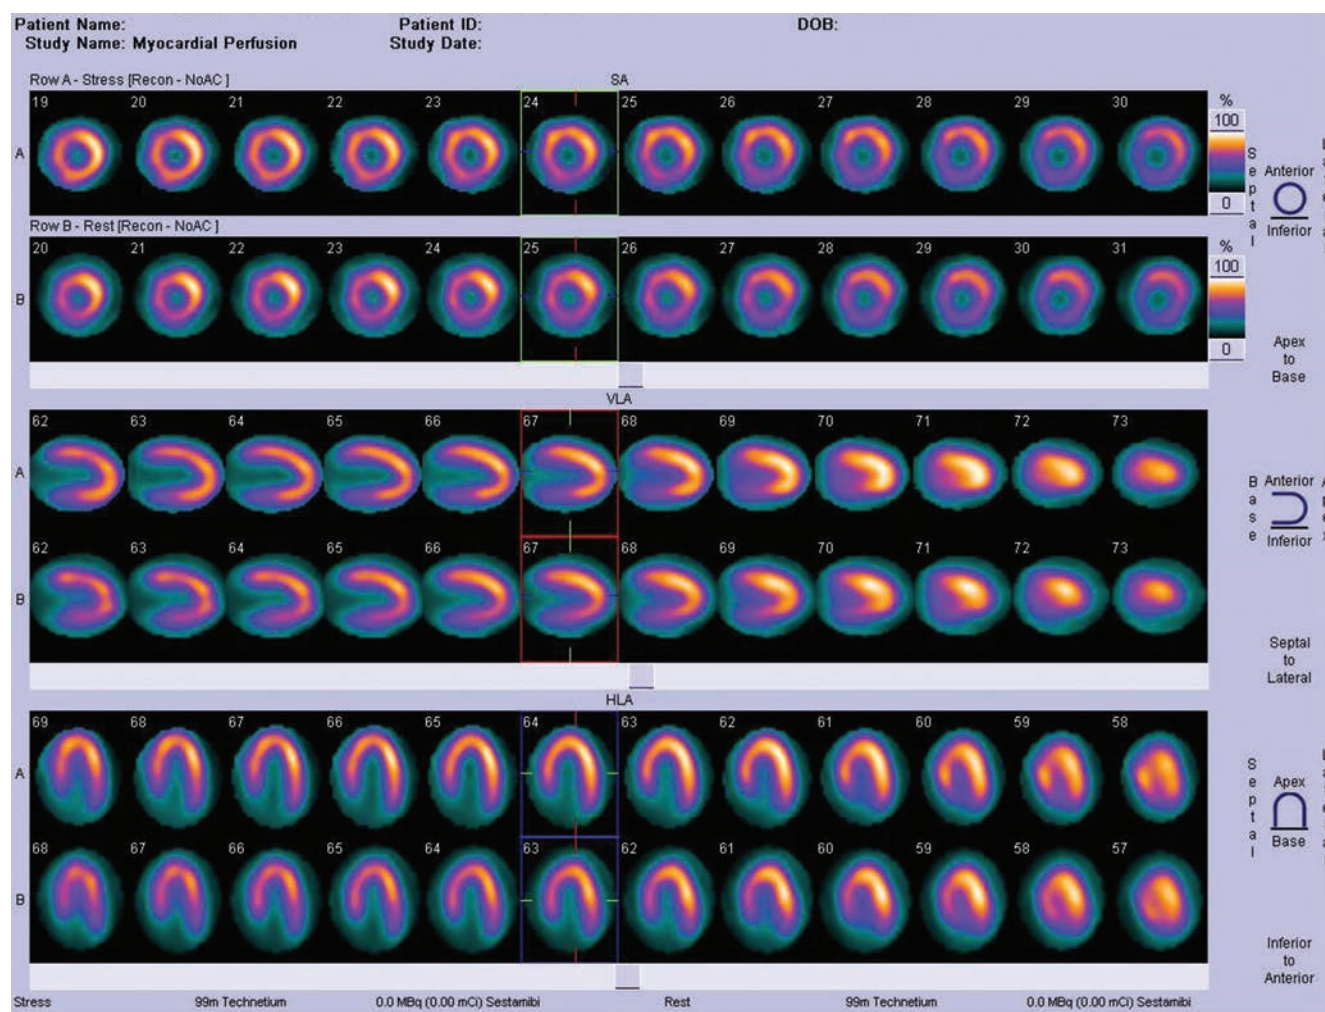 Patient Name: Patient ID: DOB:
Study Name: Myocardial Perfusion Study Date:
Row A - Stress [Recon - NoAC ] SA
19 20 21 22 23 24 25 26 27 28 29 30
A
%
100
0
Septal
Anterior
Inferior
Row B - Rest [Recon - NoAC ]
20 21 22 23 24 25 26 27 28 29 30 31
B
%
100
0
Apex
to
Base
VLA
62 63 64 65 66 67 68 69 70 71 72 73
A
Base
Anterior
Inferior
62 63 64 65 66 67 68 69 70 71 72 73
B
Septal
to
Lateral
HLA
69 68 67 66 65 64 63 62 61 60 59 58
A
Septal
Apex
Base
68 67 66 65 64 63 62 61 60 59 58 57
B
Inferior
to
Anterior
Stress 99m Technetium 0.0 MBq (0.00 mCi) Sestamibi Rest 99m Technetium 0.0 MBq (0.00 mCi) Sestamibi